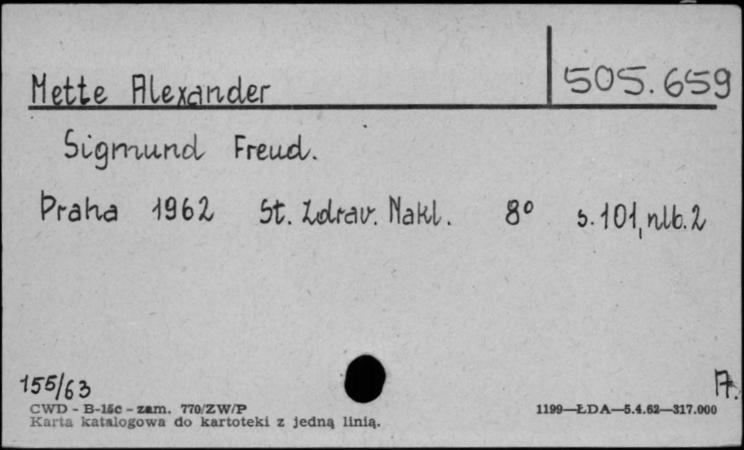 Mette Alexander 505.659
Sigmund Freud.
Praha 1962 St. Zdrav. Nakl. 8° s. 101, nlb. 2
155/63 A.
CWD - B-15c - zam. 770/ZW/P 1199—ŁDA—5.4.62—317.000
Karta katalogowa do kartoteki z jedną linią.